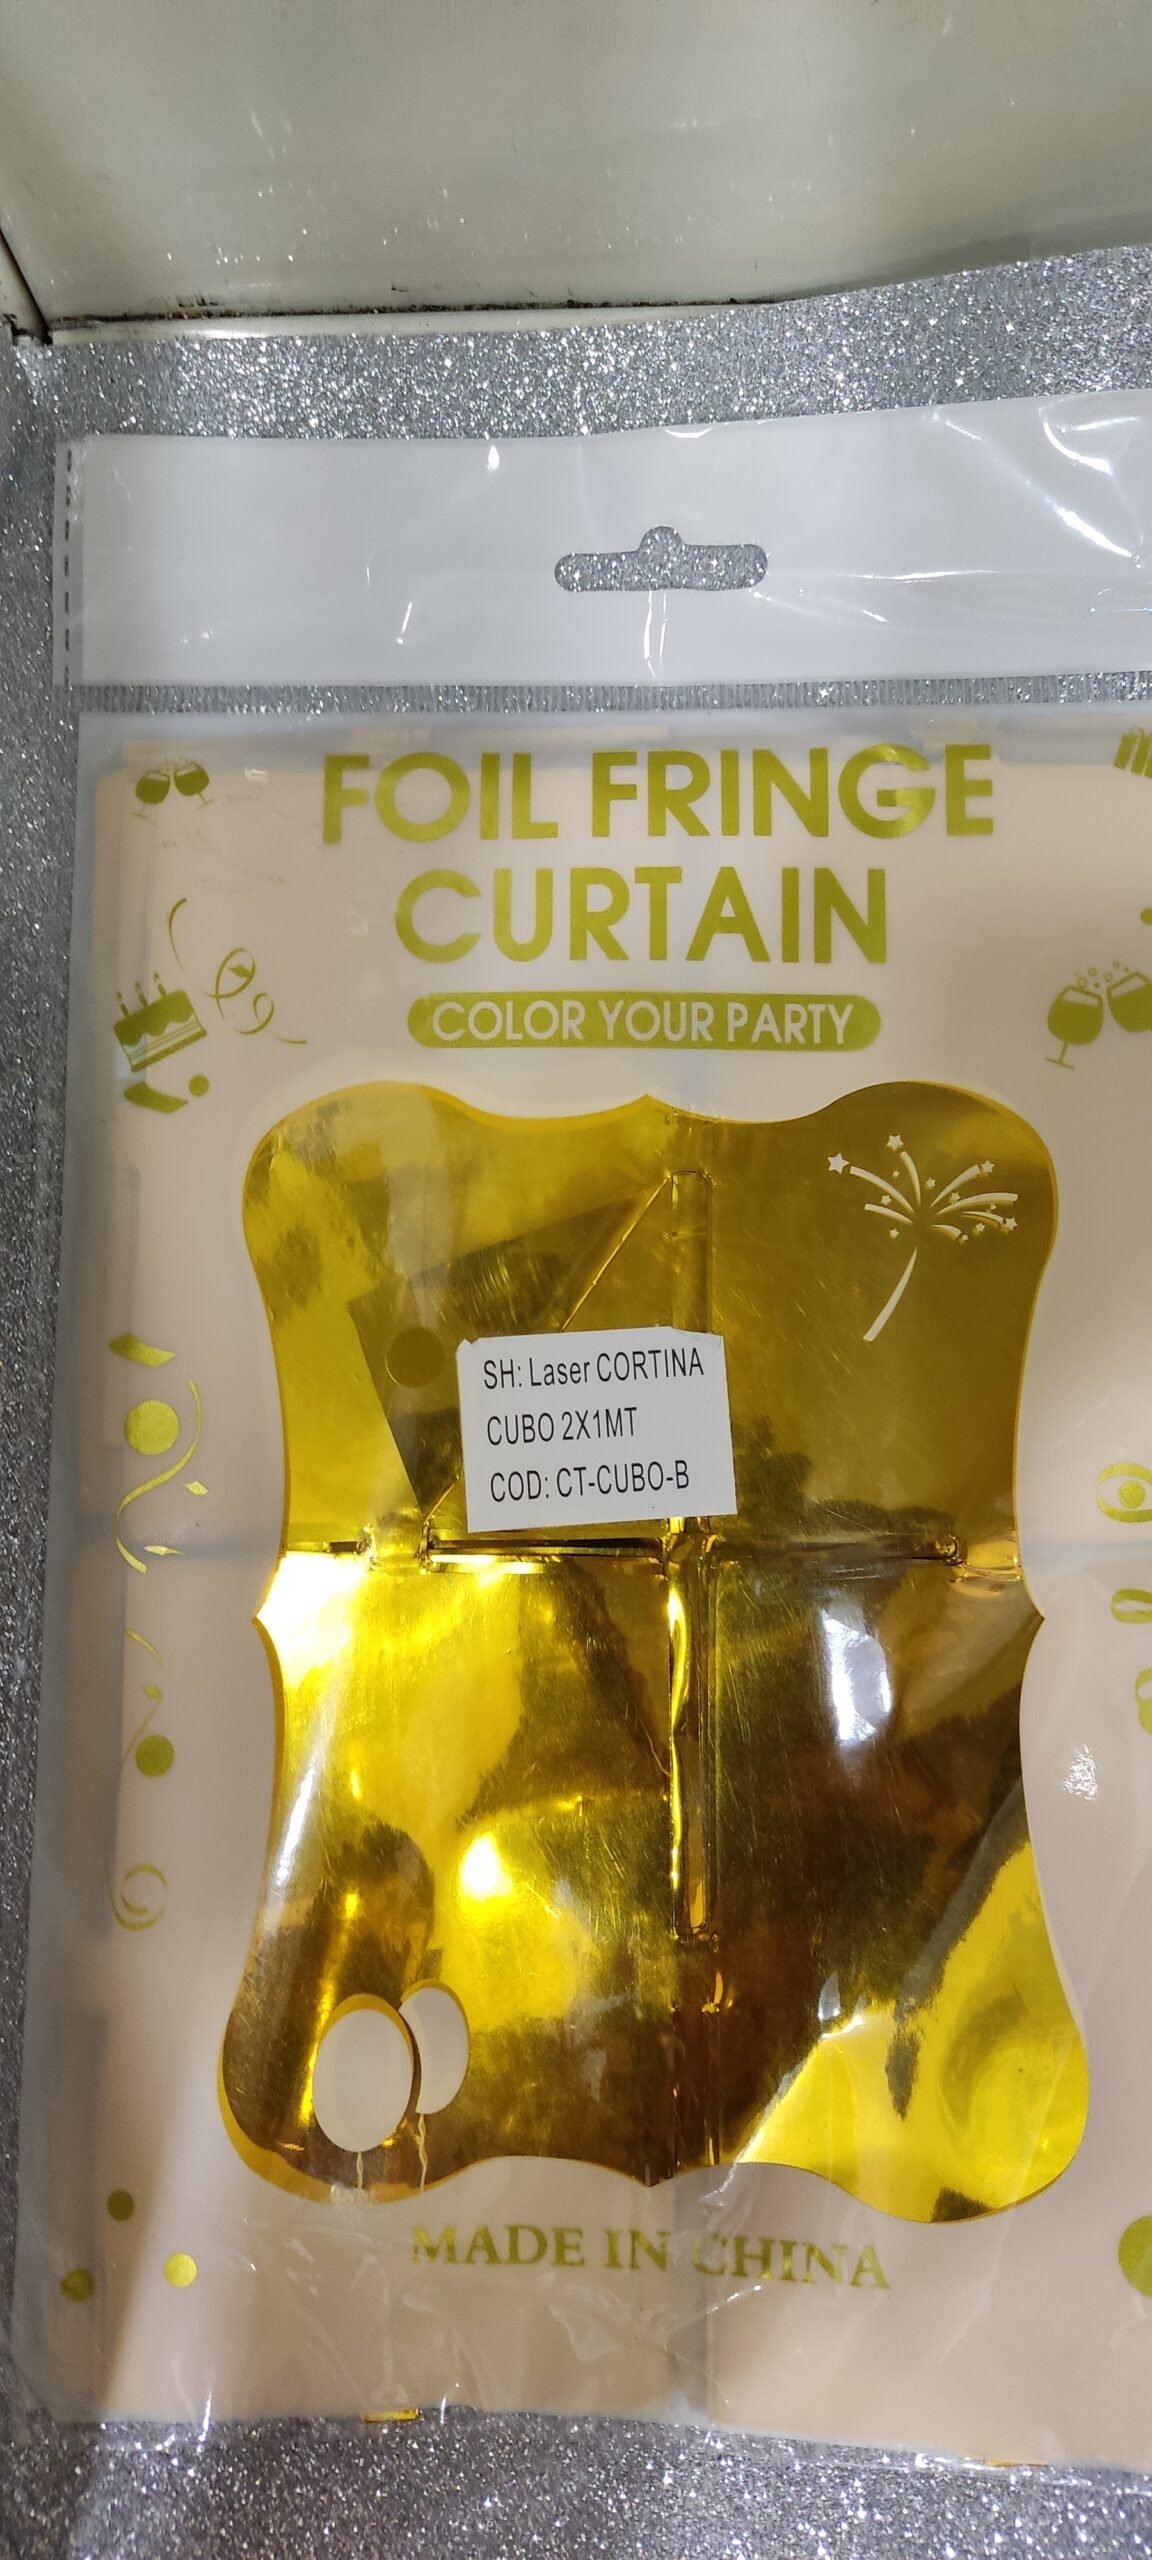 FOIL FRINGE
CURTAIN
COLOR YOUR PARTY
SH: Laser CORTINA
CUBO 2X1MT
COD: CT-CUBO-B
MADE IN CHINA